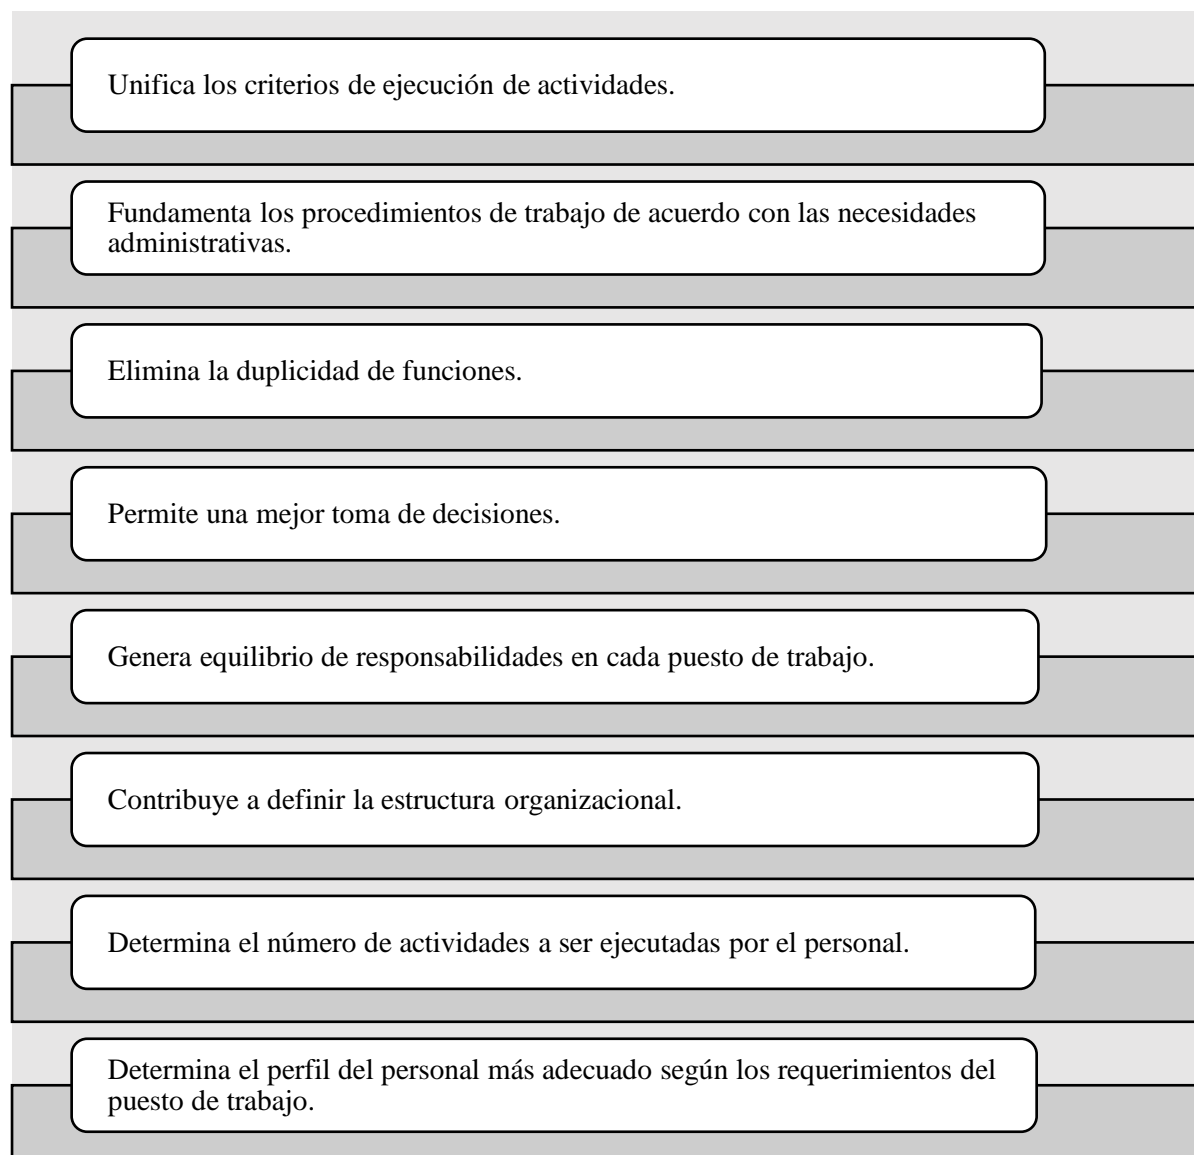 Unifica los criterios de ejecución de actividades.
Fundamenta los procedimientos de trabajo de acuerdo con las necesidades
administrativas.
Elimina la duplicidad de funciones.
Permite una mejor toma de decisiones.
Genera equilibrio de responsabilidades en cada puesto de trabajo.
Contribuye a definir la estructura organizacional.
Determina el número de actividades a ser ejecutadas por el personal.
Determina el perfil del personal más adecuado según los requerimientos del
puesto de trabajo.